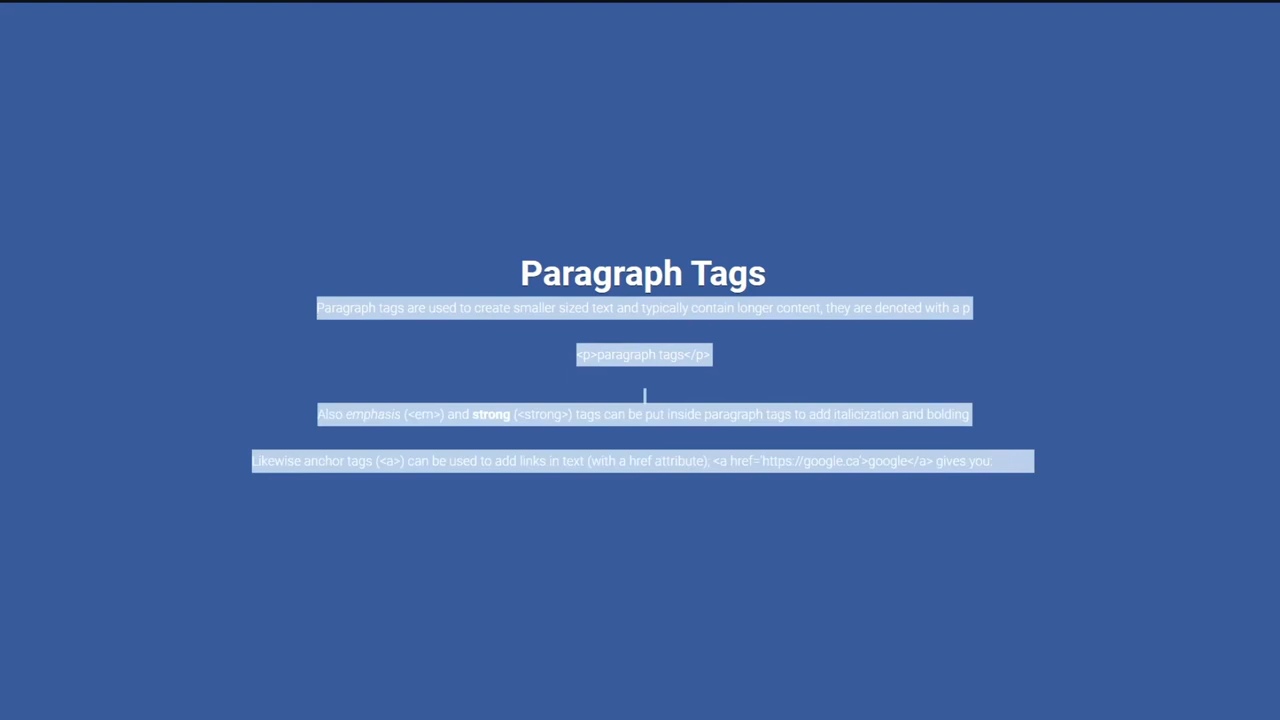 Paragraph Tags
Paragraph tags are used to create smaller sized text and typically contain longer content, they are denoted with a p
<p>paragraph tags</p>
Also emphasis (<em>) and strong (<strong>) tags can be put inside paragraph tags to add italicization and bolding
Likewise anchor tags (<a>) can be used to add links in text (with a href attribute), <a href='https://google.ca'>google</a> gives you: